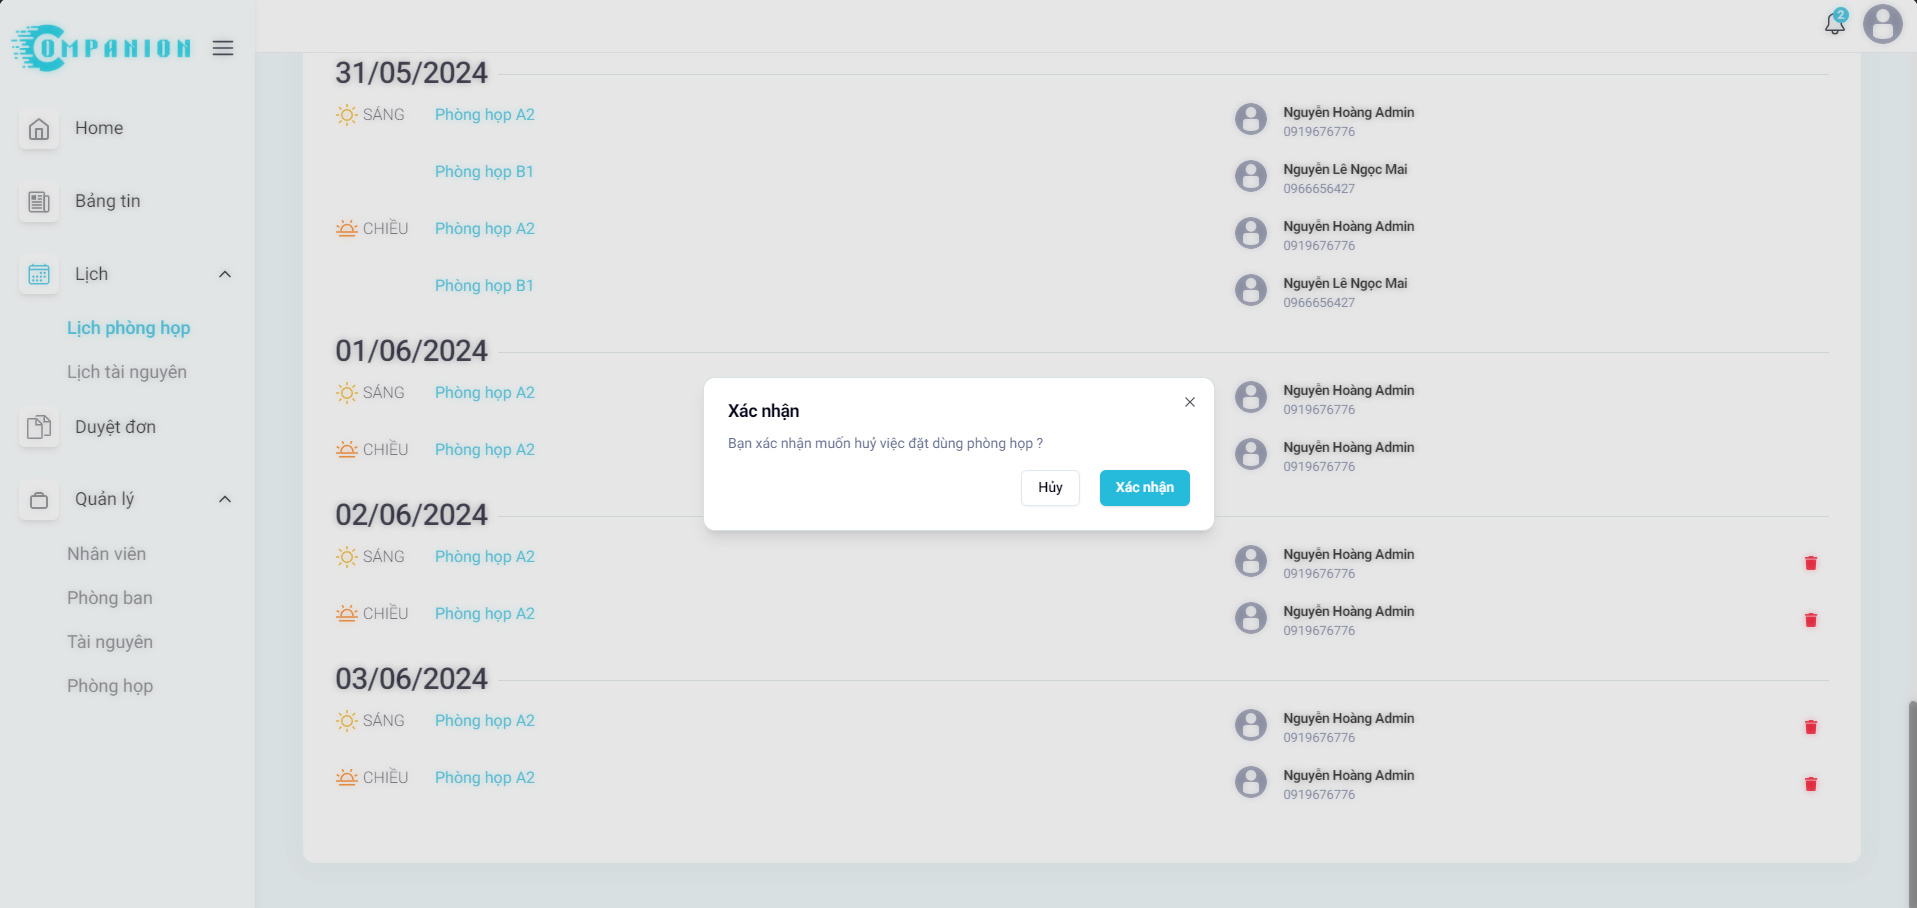 COMPANION
2
Home
Bảng tin
Lịch
Lịch phòng họp
Lịch tài nguyên
Duyệt đơn
Quản lý
Nhân viên
Phòng ban
Tài nguyên
Phòng họp
31/05/2024
SÁNG Phòng họp A2 Nguyễn Hoàng Admin
0919676776
Phòng họp B1 Nguyễn Lê Ngọc Mai
0966656427
CHIỀU Phòng họp A2 Nguyễn Hoàng Admin
0919676776
Phòng họp B1 Nguyễn Lê Ngọc Mai
0966656427
01/06/2024
SÁNG Phòng họp A2 Nguyễn Hoàng Admin
0919676776
CHIỀU Phòng họp A2 Nguyễn Hoàng Admin
0919676776
Xác nhận
Bạn xác nhận muốn huỷ việc đặt dùng phòng họp ?
Hủy Xác nhận
02/06/2024
SÁNG Phòng họp A2 Nguyễn Hoàng Admin
0919676776
CHIỀU Phòng họp A2 Nguyễn Hoàng Admin
0919676776
03/06/2024
SÁNG Phòng họp A2 Nguyễn Hoàng Admin
0919676776
CHIỀU Phòng họp A2 Nguyễn Hoàng Admin
0919676776